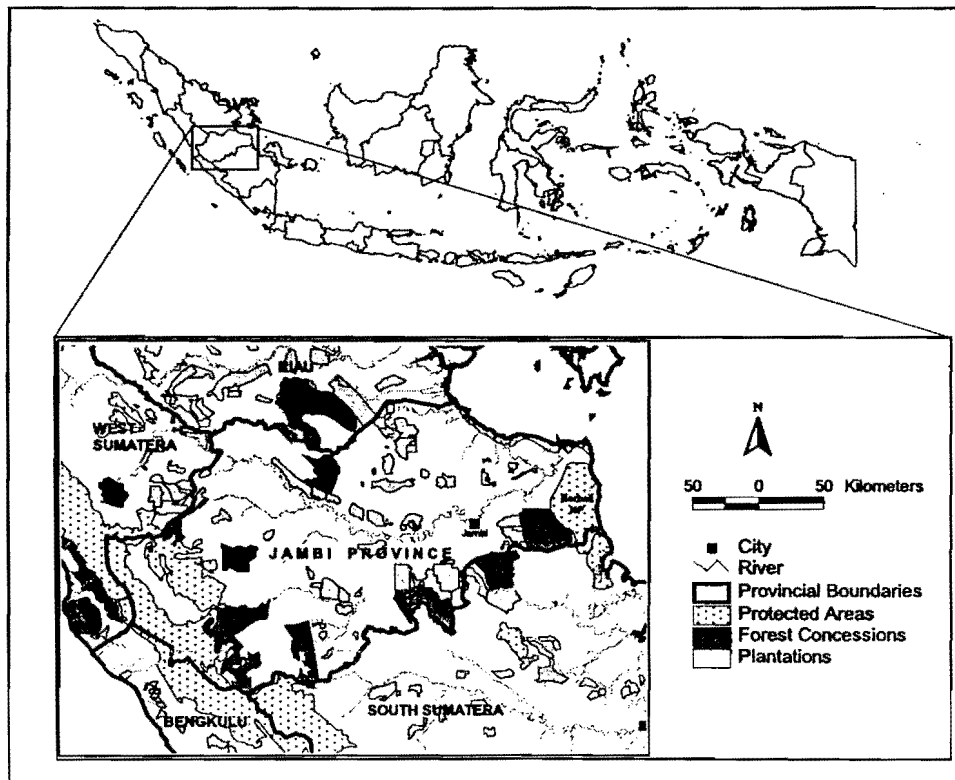 RIAU
WEST
SUMATERA
Jambi
JAMBI PROVINCE
BENGKULU
SOUTH SUMATERA
N
50 0 50 Kilometers
City
River
Provincial Boundaries
Protected Areas
Forest Concessions
Plantations